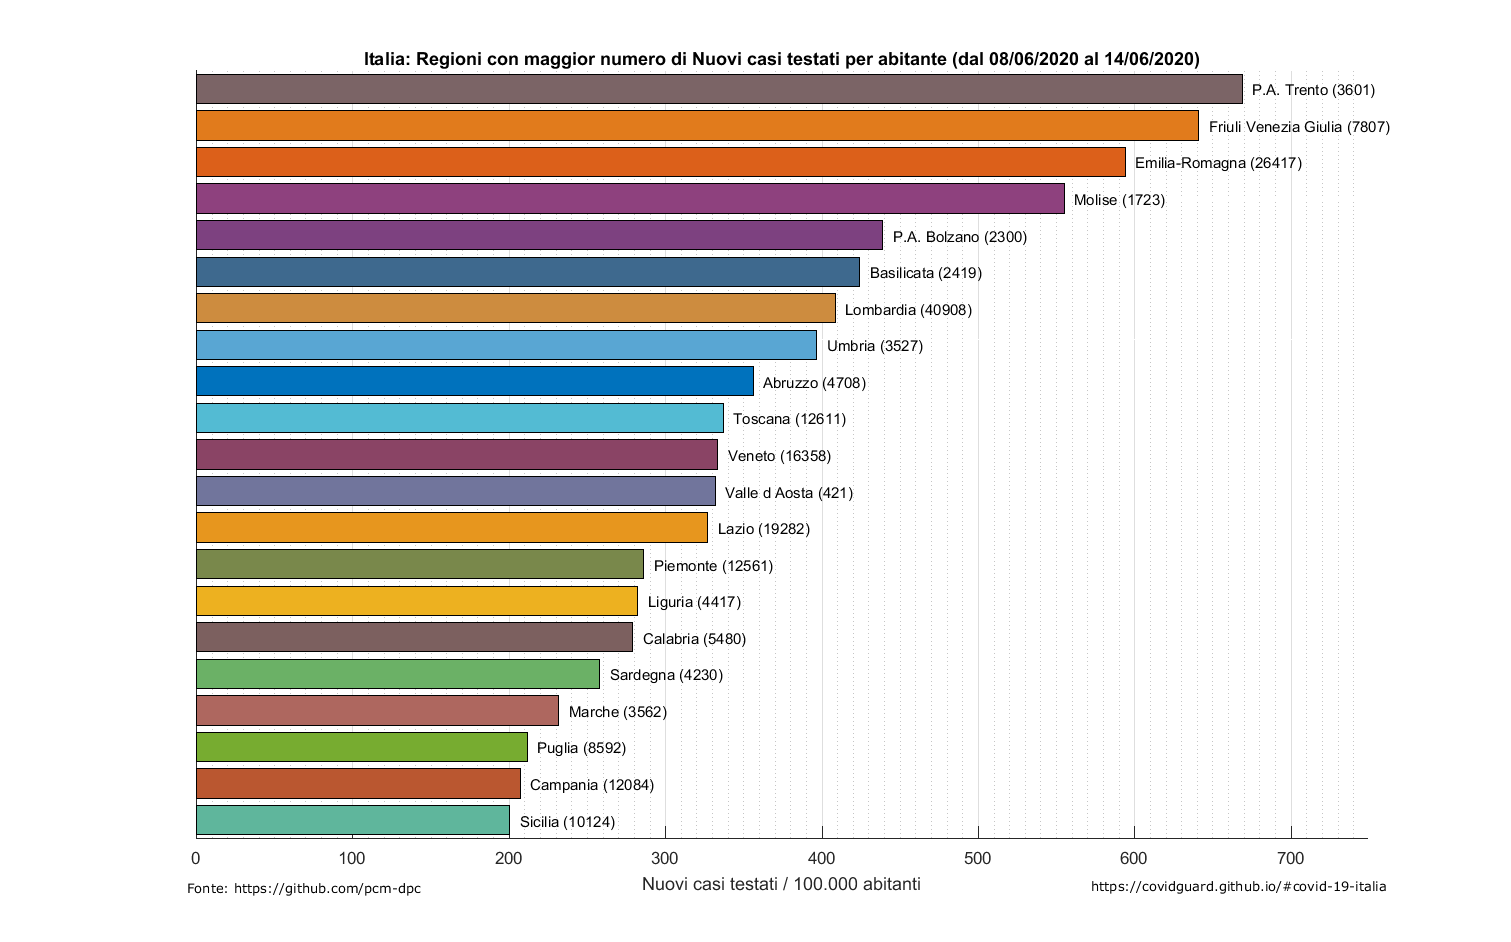 Italia: Regioni con maggior numero di Nuovi casi testati per abitante (dal 08/06/2020 al 14/06/2020)
P.A. Trento (3601)
Friuli Venezia Giulia (7807)
Emilia-Romagna (26417)
Molise (1723)
P.A. Bolzano (2300)
Basilicata (2419)
Lombardia (40908)
Umbria (3527)
Abruzzo (4708)
Toscana (12611)
Veneto (16358)
Valle d Aosta (421)
Lazio (19282)
Piemonte (12561)
Liguria (4417)
Calabria (5480)
Sardegna (4230)
Marche (3562)
Puglia (8592)
Campania (12084)
Sicilia (10124)
0 100 200 300 400 500 600 700
Nuovi casi testati / 100.000 abitanti
Fonte: https://github.com/pcm-dpc
https://covidguard.github.io/#covid-19-italia